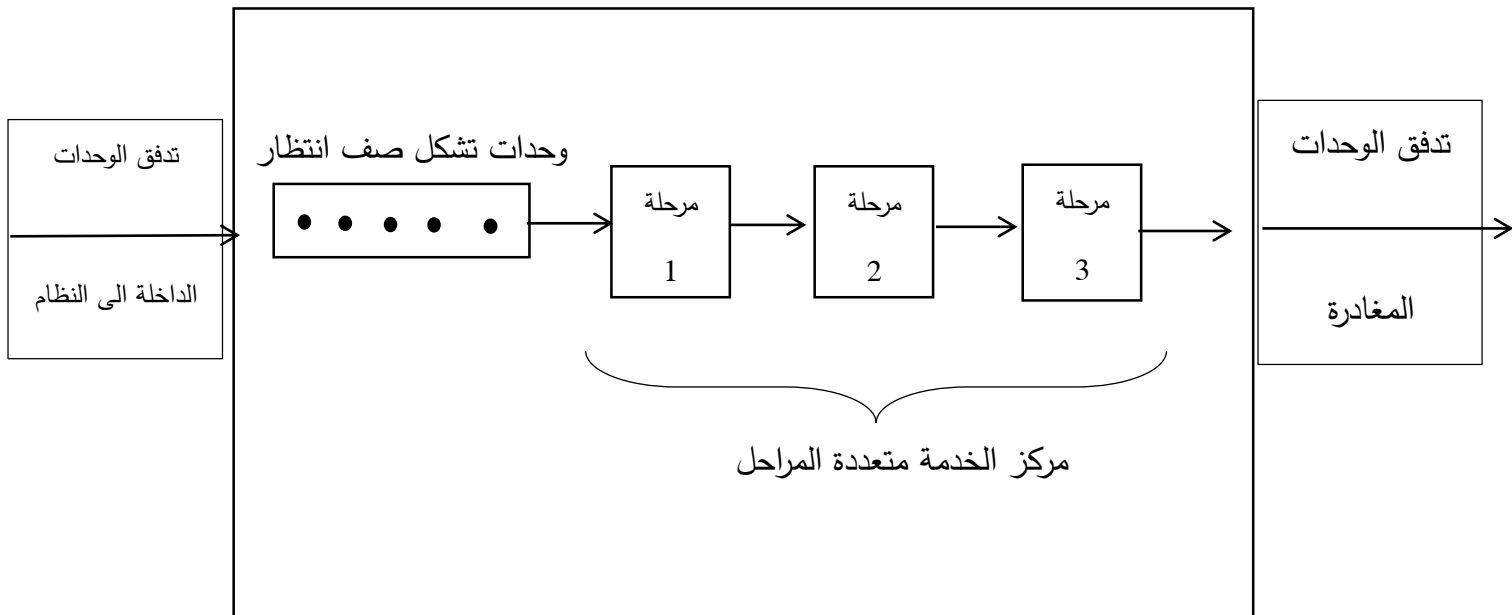 تدفق الوحدات
الداخلة الى النظام
وحدات تشكل صف انتظار
مرحلة
1
مرحلة
2
مرحلة
3
مركز الخدمة متعددة المراحل
تدفق الوحدات
المغادرة